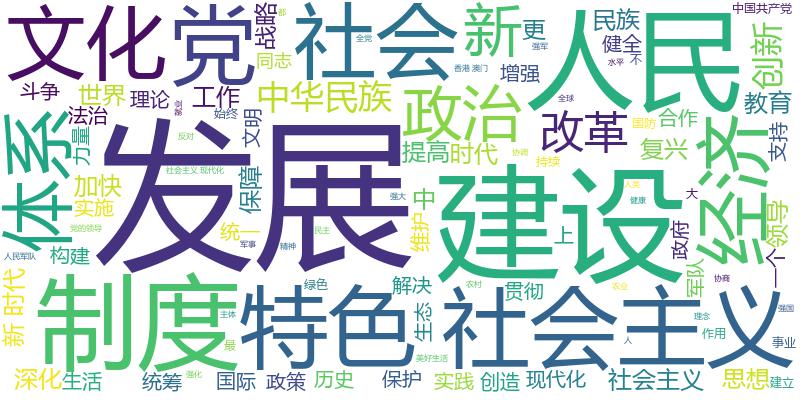 文化
党
战略
部
社会
全党
新
更
强军
人民
民族
健全
水平
不
中国共产党
创新
同志
香港 澳门
增强
斗争
世界
理论
就业
工作
中华民族
政治
全球
教育
体系
法治
力量
始终
文明
改革
国防
合作
支持
发展
反对
提高
时代
协调
持续
复兴
经济
社会主义 现代化
保障
强大
中
建设
人类
健康
大
领导
加快
实施
党的领导
统一
维护
民主
上
政府
一个
人民军队
构建
军事
精神
军队
协商
新 时代
制度
特色
绿色
解决
农村
贯彻
农业
强国
主体
最
生态
美好生活
社会主义
理念
作用
人
事业
深化
生活
统筹
强化
国际
政策
历史
保护
实践
创造
现代化
社会主义
思想
建立